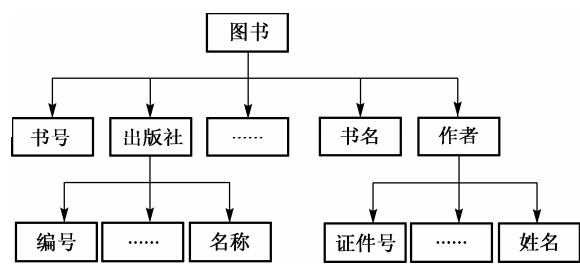 图书
书号 出版社 …… 书名 作者
编号 …… 名称 证件号 …… 姓名